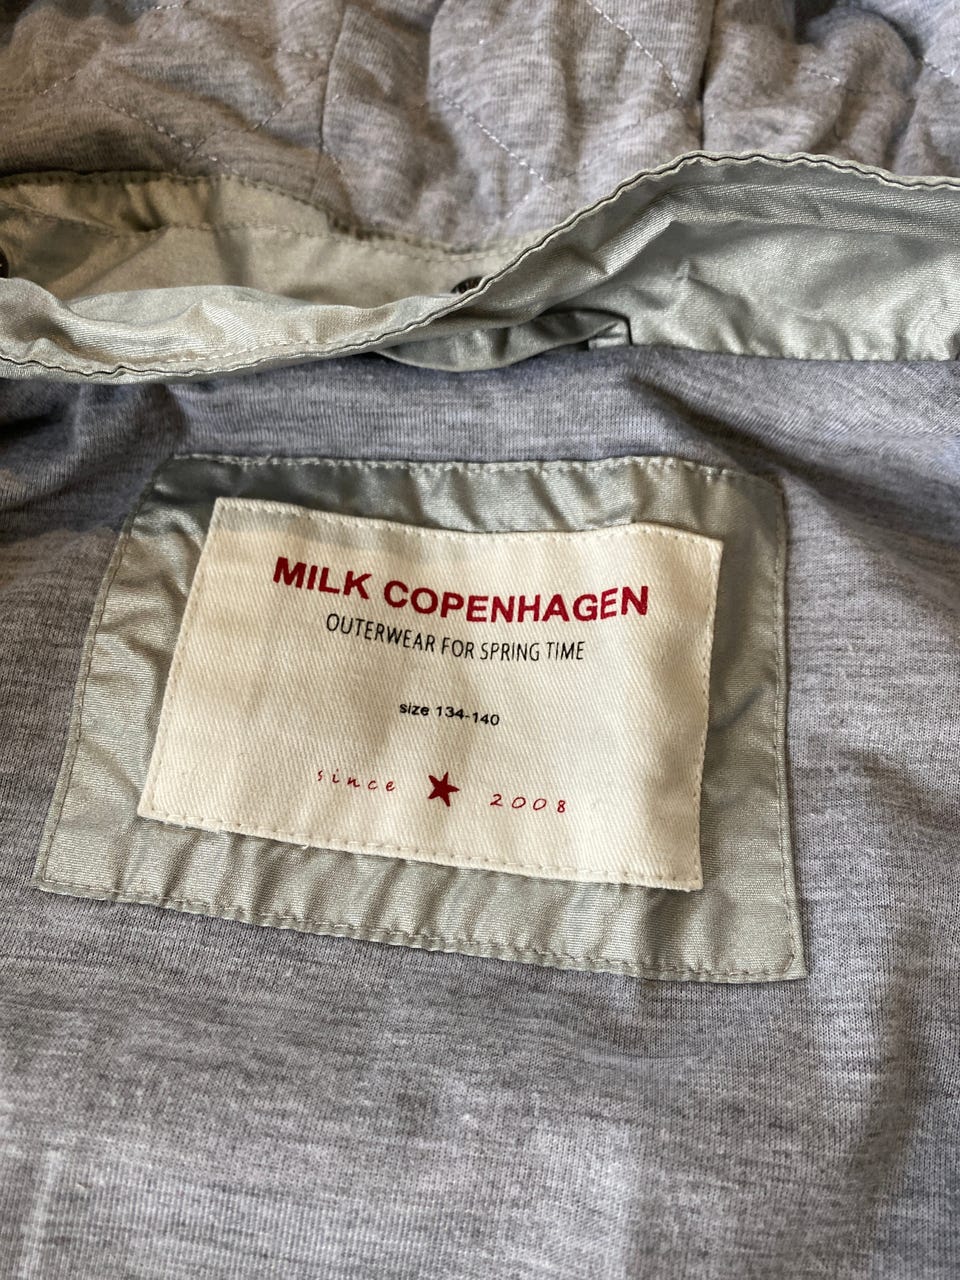 MILK COPENHAGEN
OUTERWEAR FOR SPRING TIME
size 134-140
since ★ 2008